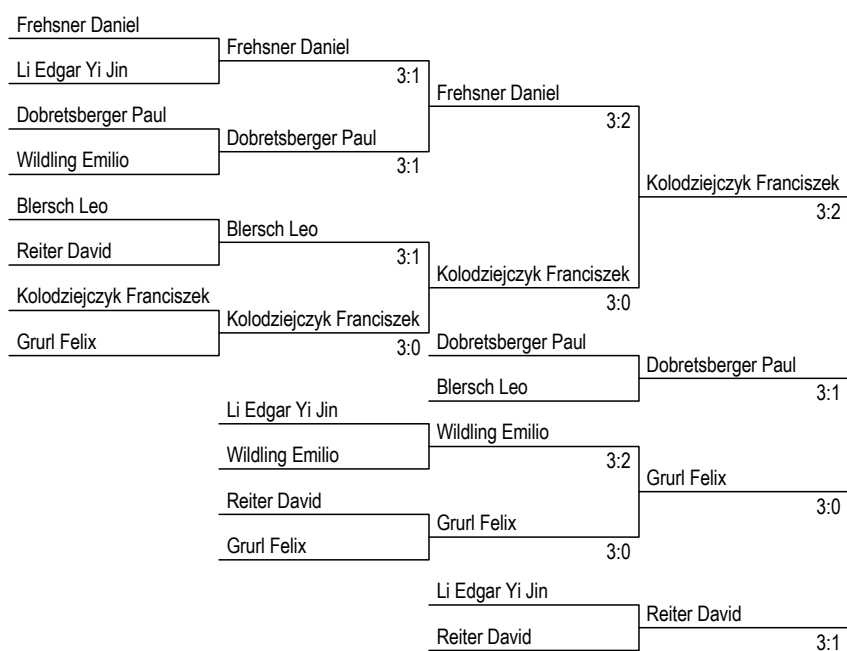 Frehsner Daniel
Frehsner Daniel
Li Edgar Yi Jin
3:1
Frehsner Daniel
Dobretsberger Paul
3:2
Dobretsberger Paul
Wildling Emilio
3:1
Kolodziejczyk Franciszek
3:2
Blersch Leo
Blersch Leo
Reiter David
3:1
Kolodziejczyk Franciszek
Kolodziejczyk Franciszek
3:0
Kolodziejczyk Franciszek
Grurl Felix
3:0
Dobretsberger Paul
Dobretsberger Paul
Blersch Leo
3:1
Li Edgar Yi Jin
Wildling Emilio
Wildling Emilio
3:2
Grurl Felix
Reiter David
3:0
Grurl Felix
Grurl Felix
3:0
Li Edgar Yi Jin
Reiter David
Reiter David
3:1